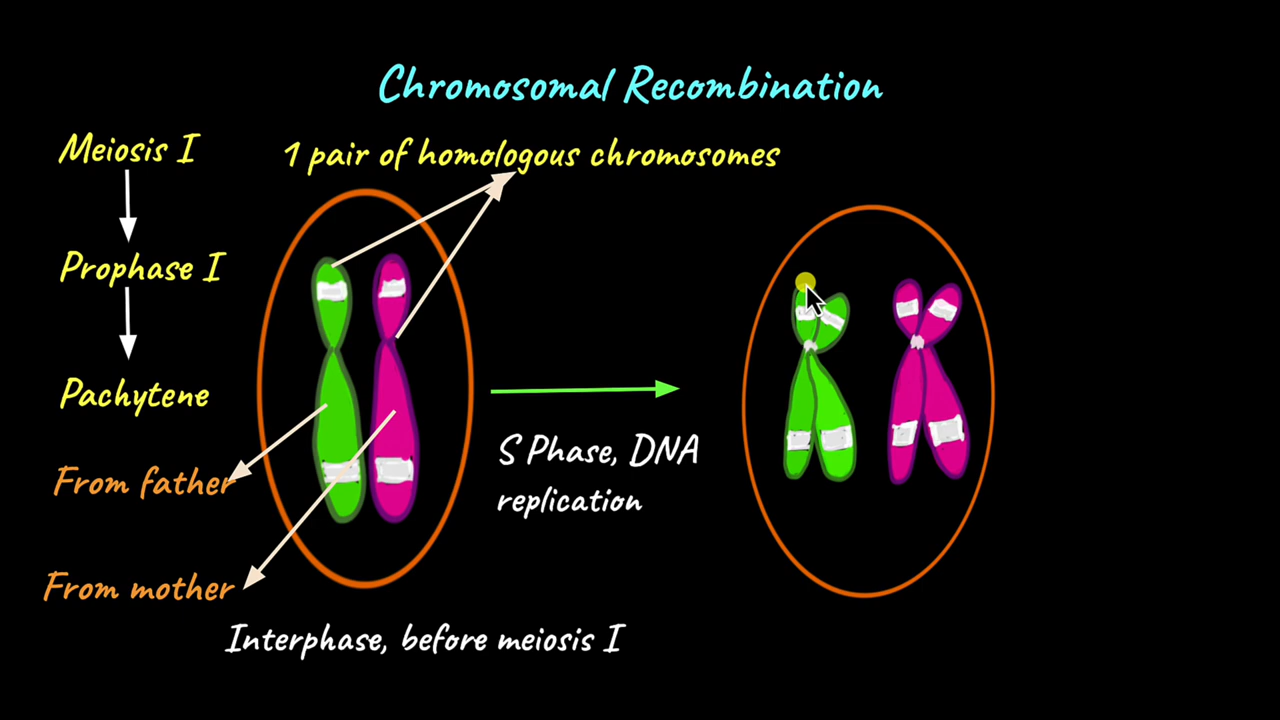 Chromosomal Recombination
Meiosis I
1 pair of homologous chromosomes
Prophase I
Pachytene
From father
From mother
S Phase, DNA
replication
Interphase, before meiosis I